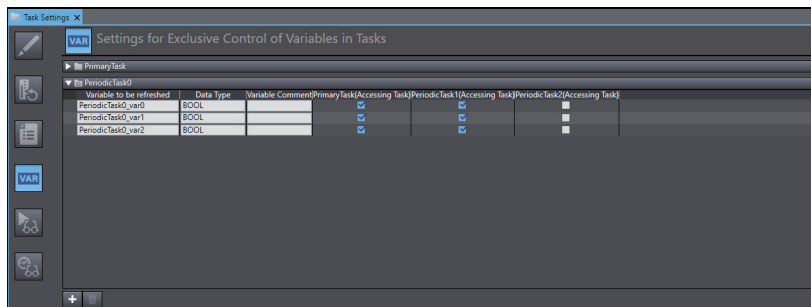 Task Settings
VAR Settings for Exclusive Control of Variables in Tasks
PrimaryTask
PeriodicTask0
Variable to be refreshed Data Type Variable Comment PrimaryTask(Accessing Task) PeriodicTask1(Accessing Task) PeriodicTask2(Accessing Task)
PeriodicTask0_var0 BOOL
PeriodicTask0_var1 BOOL
PeriodicTask0_var2 BOOL
VAR